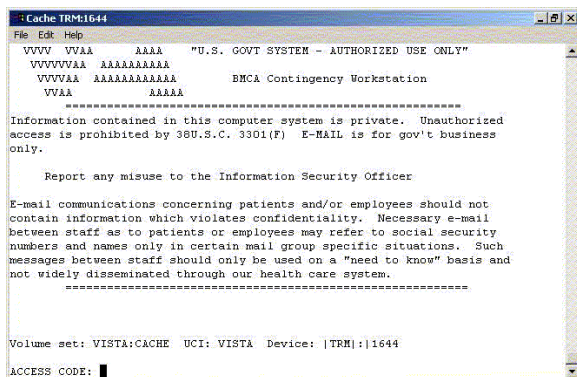 Cache TRM:1644
File Edit Help
VVVV VVAA AAAA "U.S. GOVT SYSTEM - AUTHORIZED USE ONLY"
VVVVVVAA AAAAAAAAAAA
VVVVAA AAAAAAAAAAAAA BMCA Contingency Workstation
VVAA AAAAA
=========================================================
Information contained in this computer system is private. Unauthorized
access is prohibited by 38U.S.C. 3301(F) E-MAIL is for gov't business
only.
Report any misuse to the Information Security Officer
E-mail communications concerning patients and/or employees should not
contain information which violates confidentiality. Necessary e-mail
between staff as to patients or employees may refer to social security
numbers and names only in certain mail group specific situations. Such
messages between staff should only be used on a "need to know" basis and
not widely disseminated through our health care system.
==========================================================
Volume set: VISTA:CACHE UCI: VISTA Device: |TRM|:|1644
ACCESS CODE: